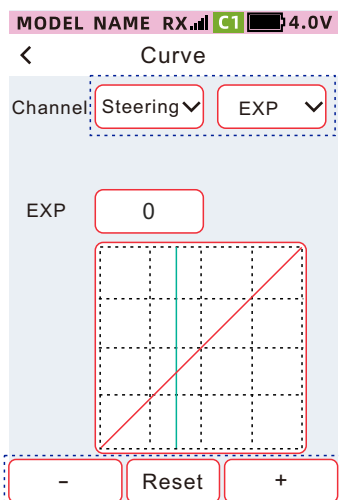 MODEL NAME RX C1 4.0V
Curve
Channel Steering EXP
EXP 0
- Reset +